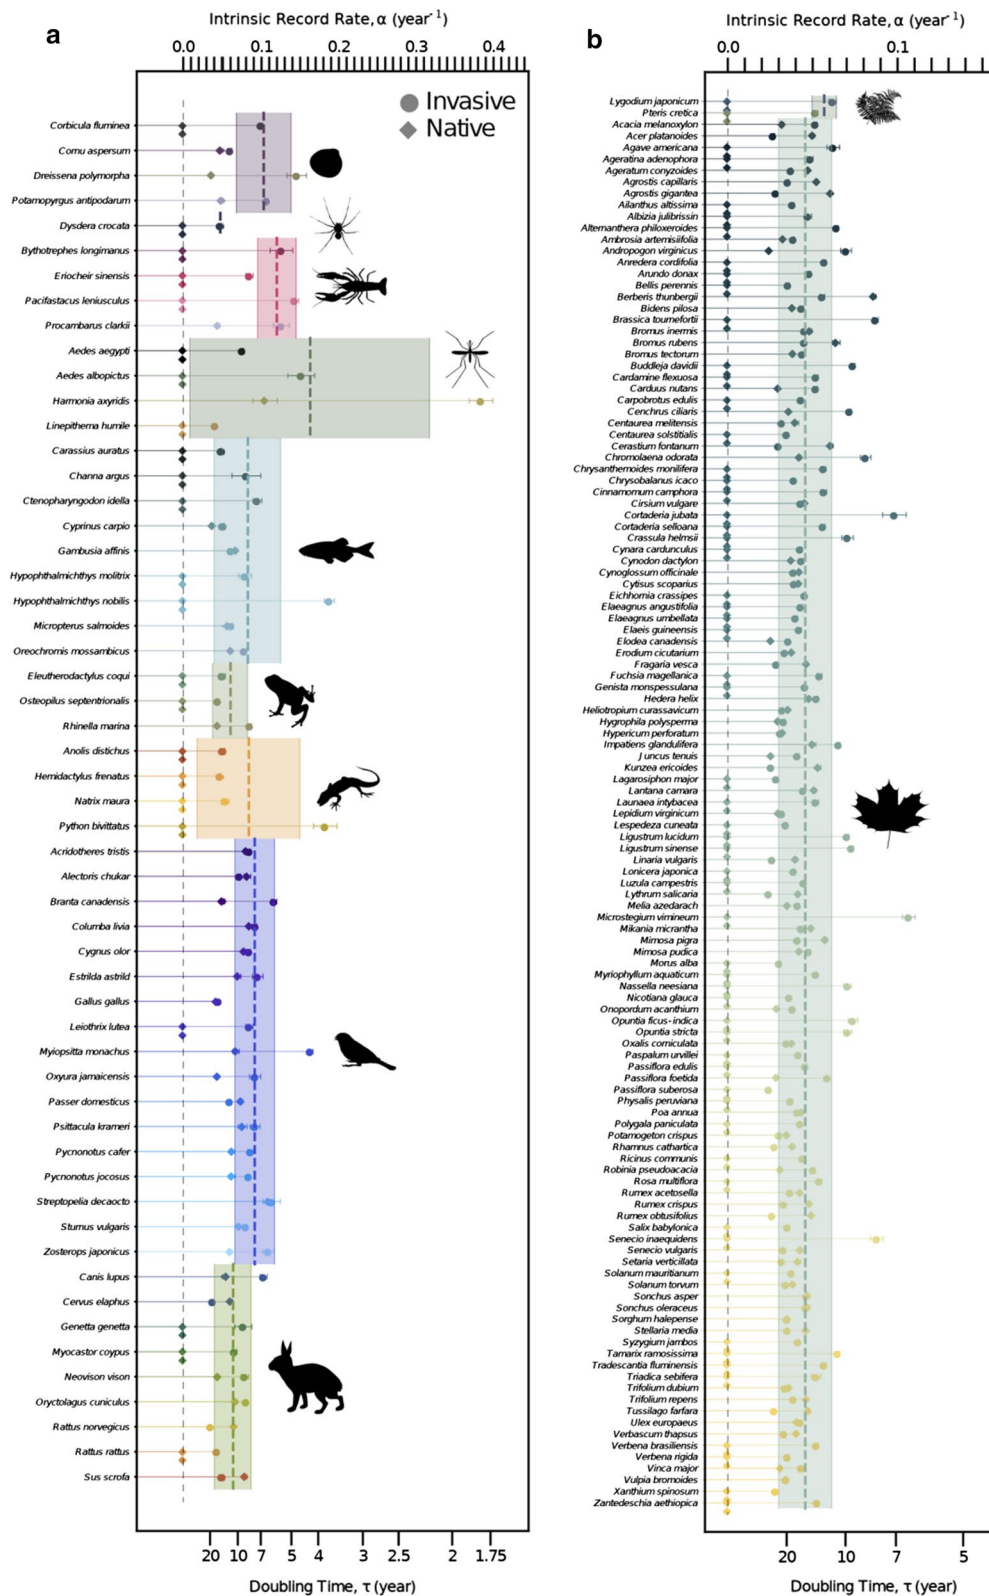 a
Intrinsic Record Rate, α (year⁻¹)
0.0 0.1 0.2 0.3 0.4
Invasive
Native
Corbicula fluminea
Cornu aspersum
Dreissena polymorpha
Potamopyrgus antipodarum
Dysdera crocata
Bythotrephes longimanus
Eriocheir sinensis
Pacifastacus leniusculus
Procambarus clarkii
Aedes aegypti
Aedes albopictus
Harmonia axyridis
Linepithema humile
Carassius auratus
Channa argus
Ctenopharyngodon idella
Cyprinus carpio
Gambusia affinis
Hypophthalmichthys molitrix
Hypophthalmichthys nobilis
Micropterus salmoides
Oreochromis mossambicus
Eleutherodactylus coqui
Osteopilus septentrionalis
Rhinella marina
Anolis distichus
Hemidactylus frenatus
Natrix maura
Python bivittatus
Acridotheres tristis
Alectoris chukar
Branta canadensis
Columba livia
Cygnus olor
Estrilda astrild
Gallus gallus
Leiothrix lutea
Myiopsitta monachus
Oxyura jamaicensis
Passer domesticus
Psittacula krameri
Pycnonotus cafer
Pycnonotus jocosus
Streptopelia decaocto
Sturnus vulgaris
Zosterops japonicus
Canis lupus
Cervus elaphus
Genetta genetta
Myocastor coypus
Neovison vison
Oryctolagus cuniculus
Rattus norvegicus
Rattus rattus
Sus scrofa
20 10 7 5 4 3 2.5 2 1.75
Doubling Time, τ (year)
b
Intrinsic Record Rate, α (year⁻¹)
0.0 0.1
Lygodium japonicum
Pteris cretica
Acacia melanoxylon
Acer platanoides
Agave americana
Ageratina adenophora
Ageratum conyzoides
Agrostis capillaris
Agrostis gigantea
Ailanthus altissima
Albizia julibrissin
Alternanthera philoxeroides
Ambrosia artemisiifolia
Andropogon virginicus
Anredera cordifolia
Arundo donax
Bellis perennis
Berberis thunbergii
Bidens pilosa
Brassica tournefortii
Bromus inermis
Bromus rubens
Bromus tectorum
Buddleja davidii
Cardamine flexuosa
Carduus nutans
Carpobrotus edulis
Cenchrus ciliaris
Centaurea melitensis
Centaurea solstitialis
Cerastium fontanum
Chromolaena odorata
Chrysanthemoides monilifera
Chrysobalanus icaco
Cinnamomum camphora
Cirsium vulgare
Cortaderia jubata
Cortaderia selloana
Crassula helmsii
Cynara cardunculus
Cynodon dactylon
Cynoglossum officinale
Cytisus scoparius
Eichhornia crassipes
Elaeagnus angustifolia
Elaeagnus umbellata
Elaeis guineensis
Elodea canadensis
Erodium cicutarium
Fragaria vesca
Fuchsia magellanica
Genista monspessulana
Hedera helix
Heliotropium curassavicum
Hygrophila polysperma
Hypericum perforatum
Impatiens glandulifera
Juncus tenuis
Kunzea ericoides
Lagarosiphon major
Lantana camara
Launaea intybacea
Lepidium virginicum
Lespedeza cuneata
Ligustrum lucidum
Ligustrum sinense
Linaria vulgaris
Lonicera japonica
Luzula campestris
Lythrum salicaria
Melia azedarach
Microstegium vimineum
Mikania micrantha
Mimosa pigra
Mimosa pudica
Morus alba
Myriophyllum aquaticum
Nassella neesiana
Nicotiana glauca
Onopordum acanthium
Opuntia ficus-indica
Opuntia stricta
Oxalis corniculata
Paspalum urvillei
Passiflora edulis
Passiflora foetida
Passiflora suberosa
Physalis peruviana
Poa annua
Polygala paniculata
Potamogeton crispus
Rhamnus cathartica
Ricinus communis
Robinia pseudoacacia
Rosa multiflora
Rumex acetosella
Rumex crispus
Rumex obtusifolius
Salix babylonica
Senecio inaequidens
Senecio vulgaris
Setaria verticillata
Solanum mauritianum
Solanum torvum
Sonchus asper
Sonchus oleraceus
Sorghum halepense
Stellaria media
Syzygium jambos
Tamarix ramosissima
Tradescantia fluminensis
Triadica sebifera
Trifolium dubium
Trifolium repens
Tussilago farfara
Ulex europaeus
Verbascum thapsus
Verbena brasiliensis
Verbena rigida
Vinca major
Vulpia bromoides
Xanthium spinosum
Zantedeschia aethiopica
20 10 7 5
Doubling Time, τ (year)